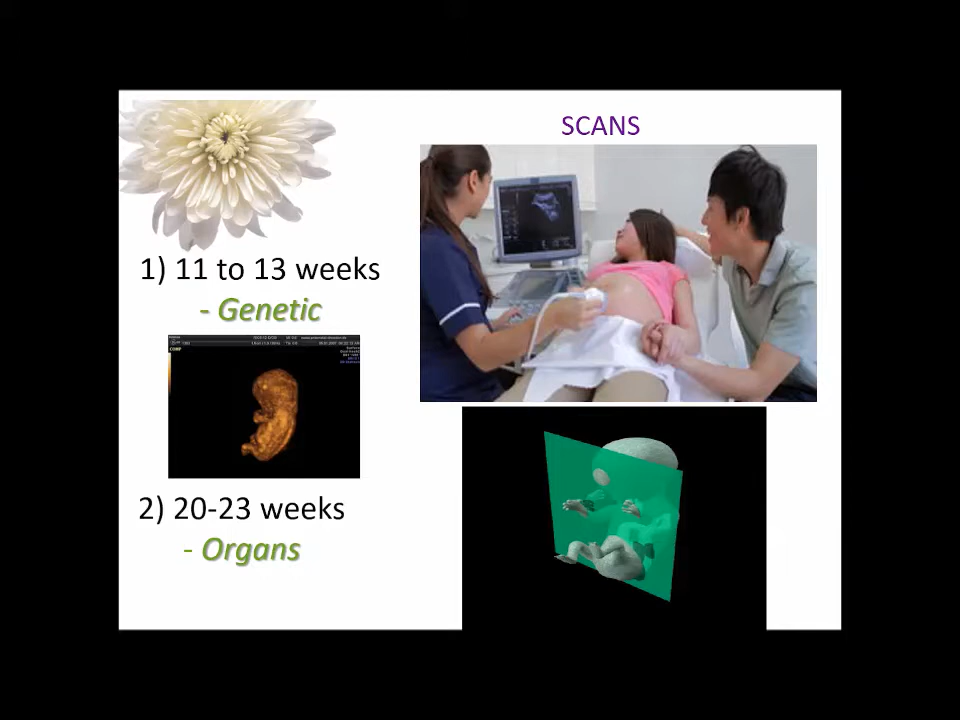 SCANS
1) 11 to 13 weeks
- Genetic
2) 20-23 weeks
- Organs